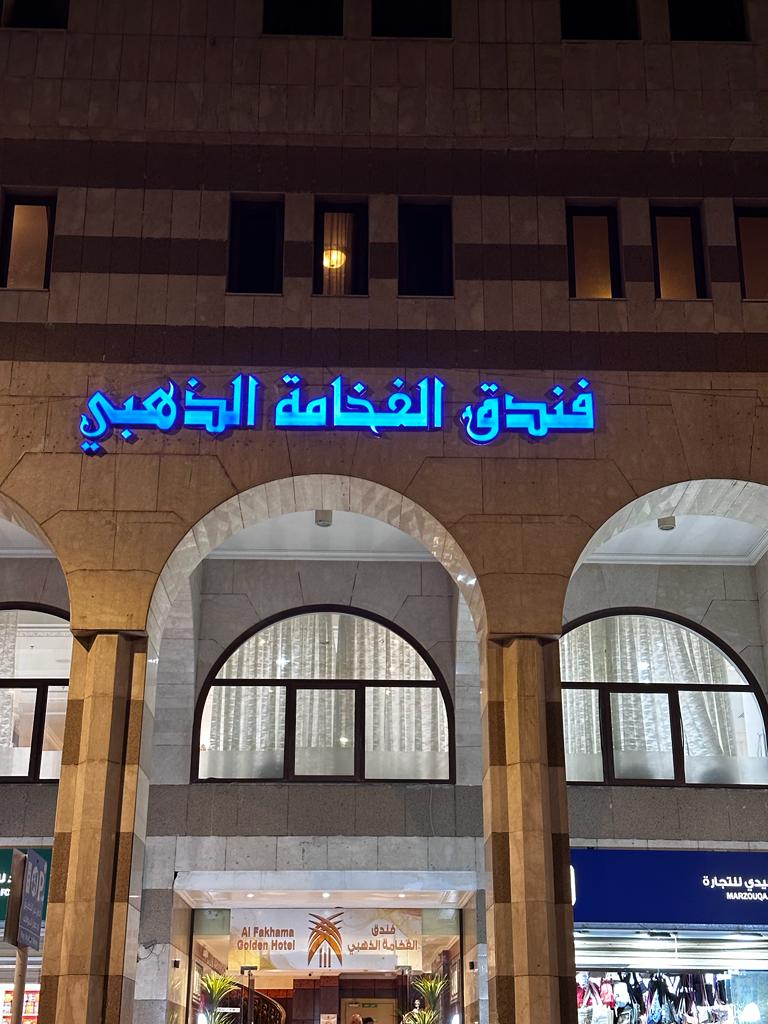 فندق الفخامة الذهبي
Al Fakhama
Golden Hotel
فندق
الفخامة الذهبي
يدي للتجارة
MARZOUQA